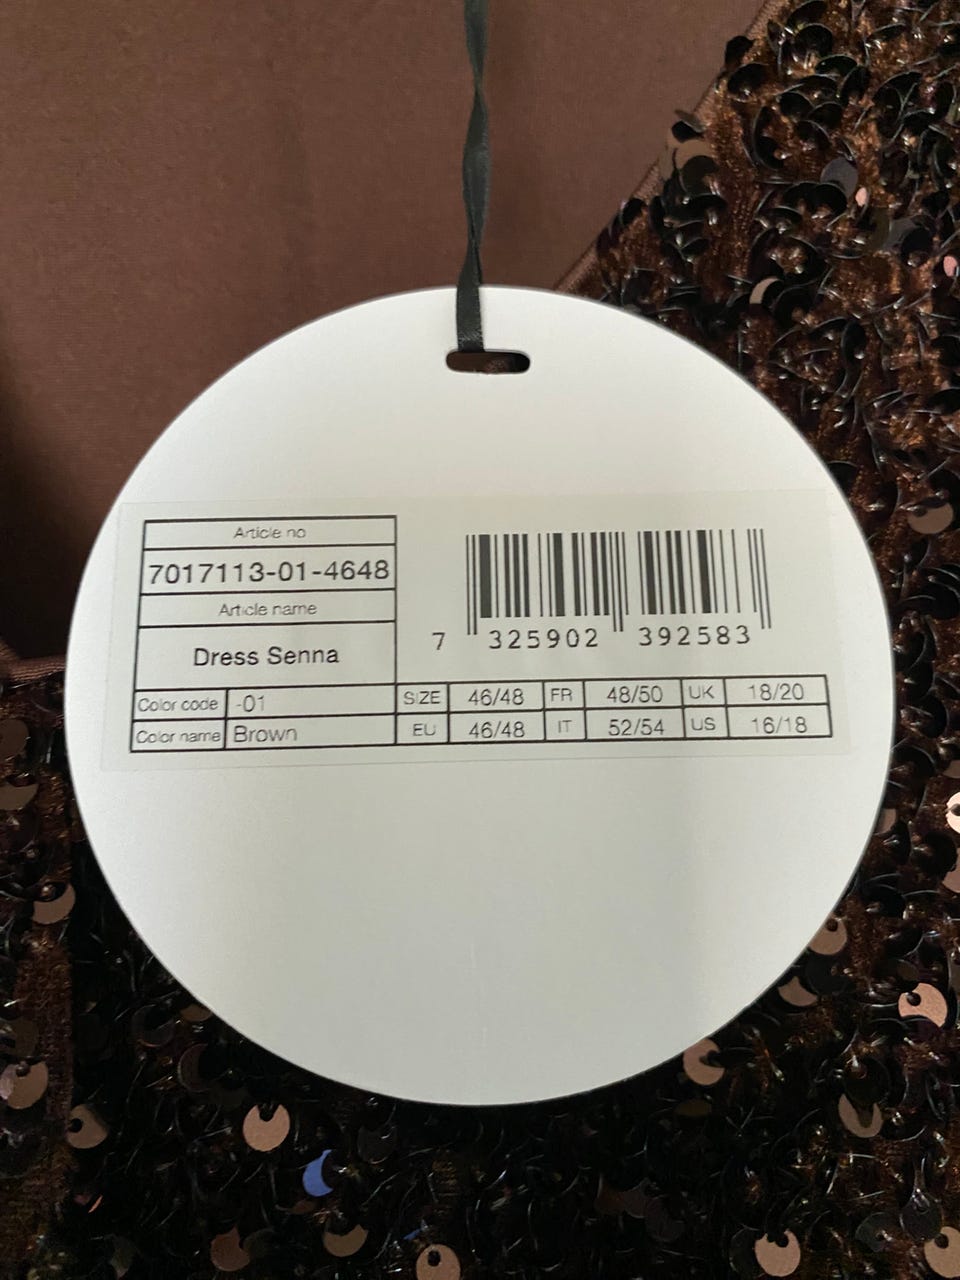 Article no
7017113-01-4648
Article name
Dress Senna
Color code -01
Color name Brown
7 325902 392583
SIZE 46/48 FR 48/50 UK 18/20
EU 46/48 IT 52/54 US 16/18